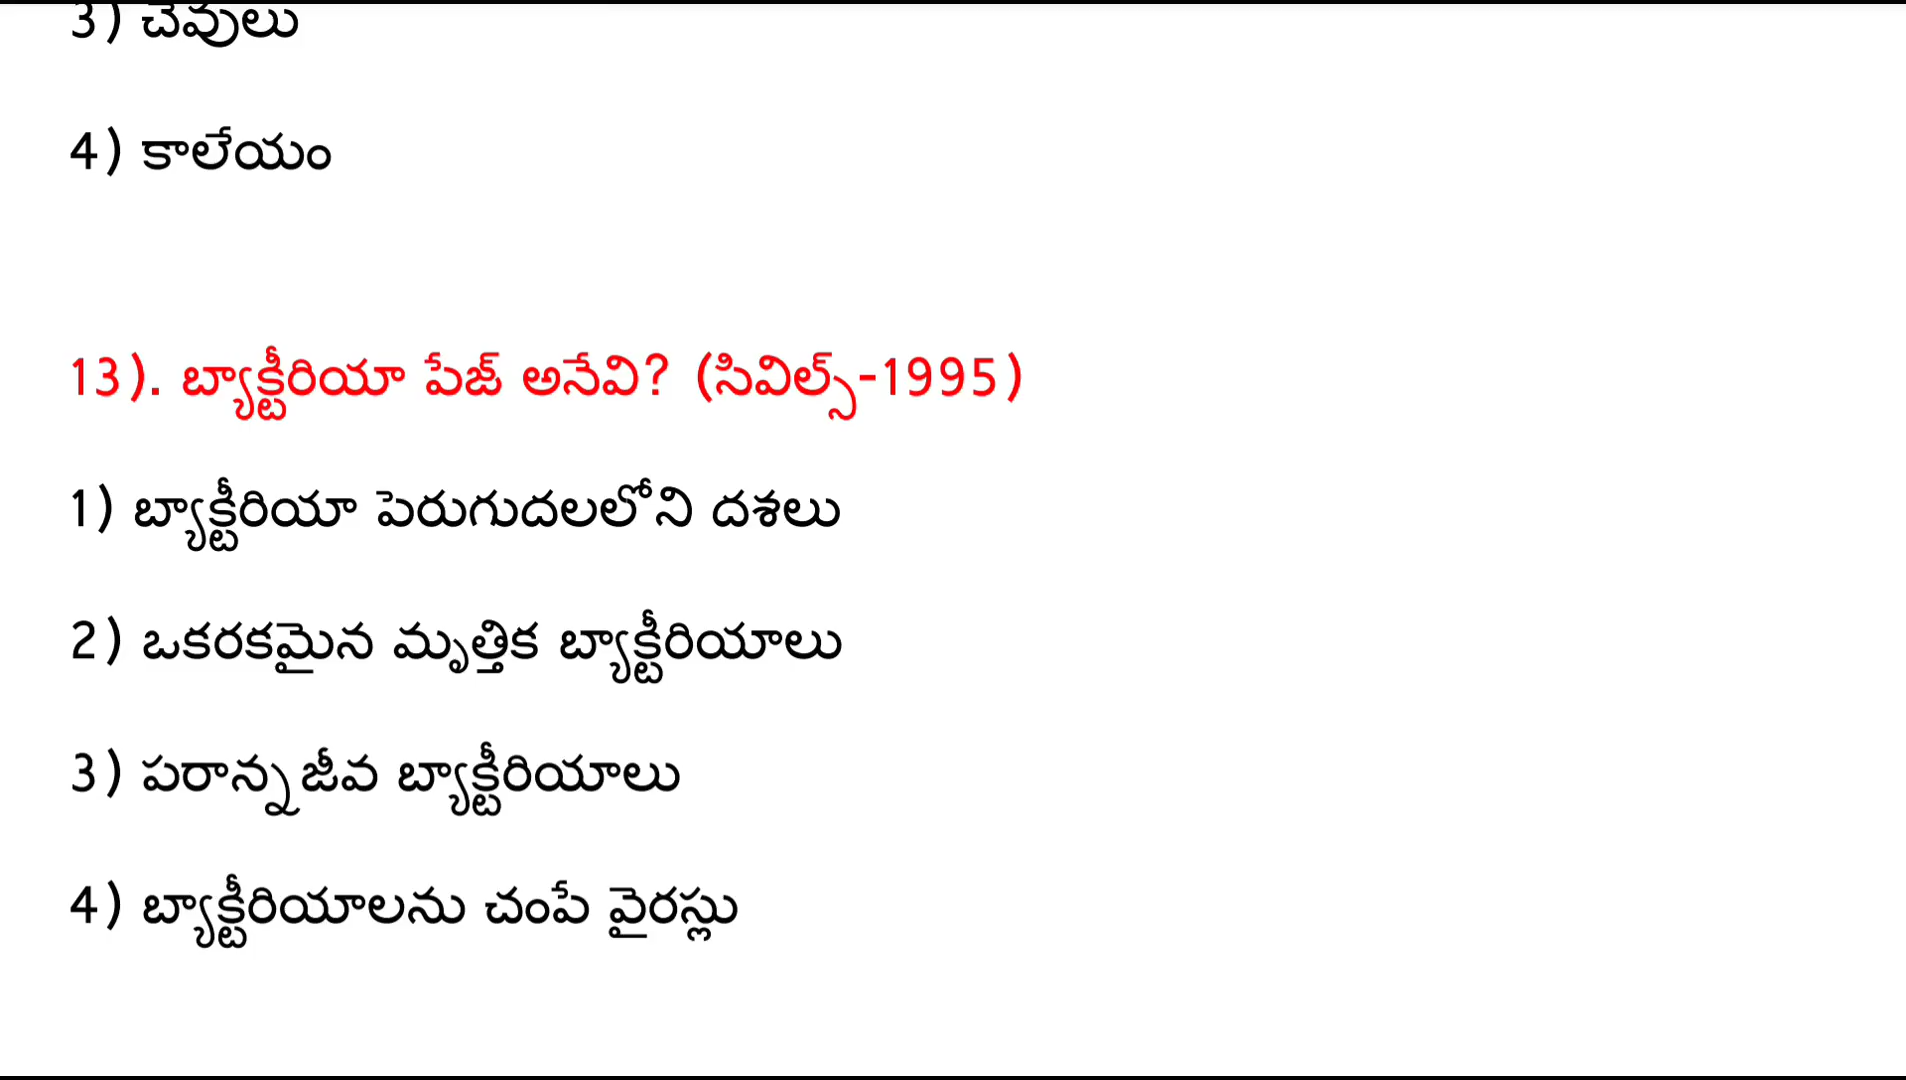 3) చెవులు
4) కాలేయం
13). బ్యాక్టీరియా పేజ్ అనేవి? (సివిల్స్-1995)
1) బ్యాక్టీరియా పెరుగుదలలోని దశలు
2) ఒకరకమైన మృత్తిక బ్యాక్టీరియాలు
3) పరాన్నజీవ బ్యాక్టీరియాలు
4) బ్యాక్టీరియాలను చంపే వైరస్లు